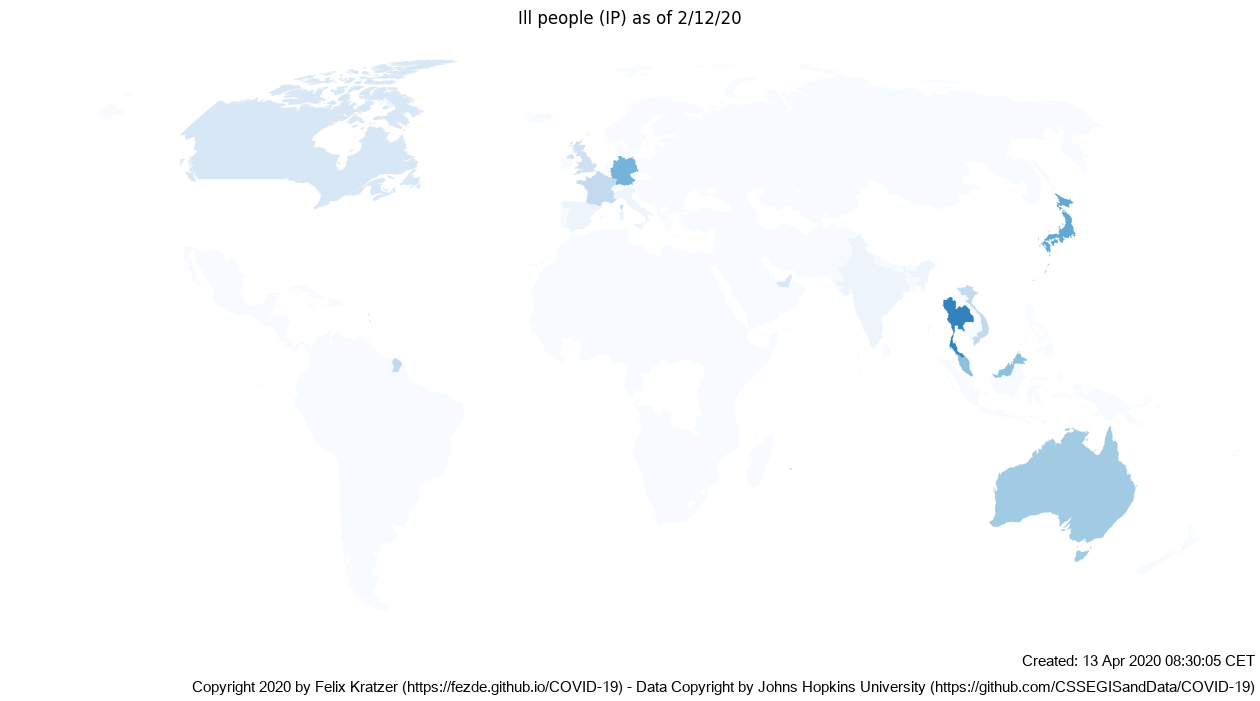 Ill people (IP) as of 2/12/20
Created: 13 Apr 2020 08:30:05 CET
Copyright 2020 by Felix Kratzer (https://fezde.github.io/COVID-19) - Data Copyright by Johns Hopkins University (https://github.com/CSSEGISandData/COVID-19)